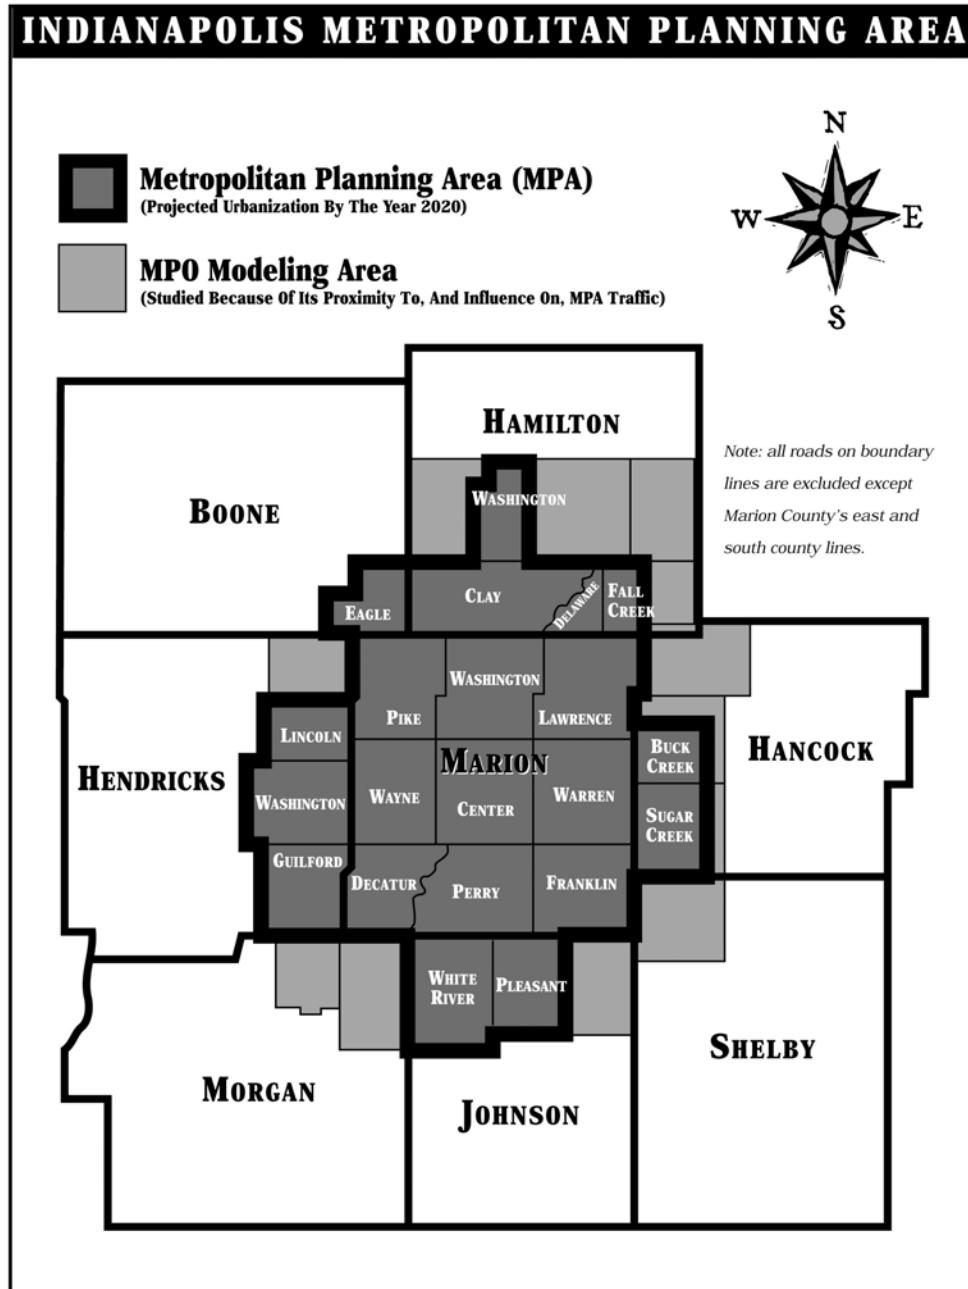 INDIANAPOLIS METROPOLITAN PLANNING AREA
N
W
E
S
Metropolitan Planning Area (MPA)
(Projected Urbanization By The Year 2020)
MPO Modeling Area
(Studied Because Of Its Proximity To, And Influence On, MPA Traffic)
HAMILTON
Note: all roads on boundary
lines are excluded except
Marion County's east and
south county lines.
BOONE
WASHINGTON
EAGLE
CLAY
DELAWARE
FALL
CREEK
WASHINGTON
PIKE
LAWRENCE
LINCOLN
MARION
BUCK
CREEK
HANCOCK
HENDRICKS
WASHINGTON
WAYNE
CENTER
WARREN
SUGAR
CREEK
GUILFORD
DECATUR
PERRY
FRANKLIN
WHITE
RIVER
PLEASANT
MORGAN
JOHNSON
SHELBY